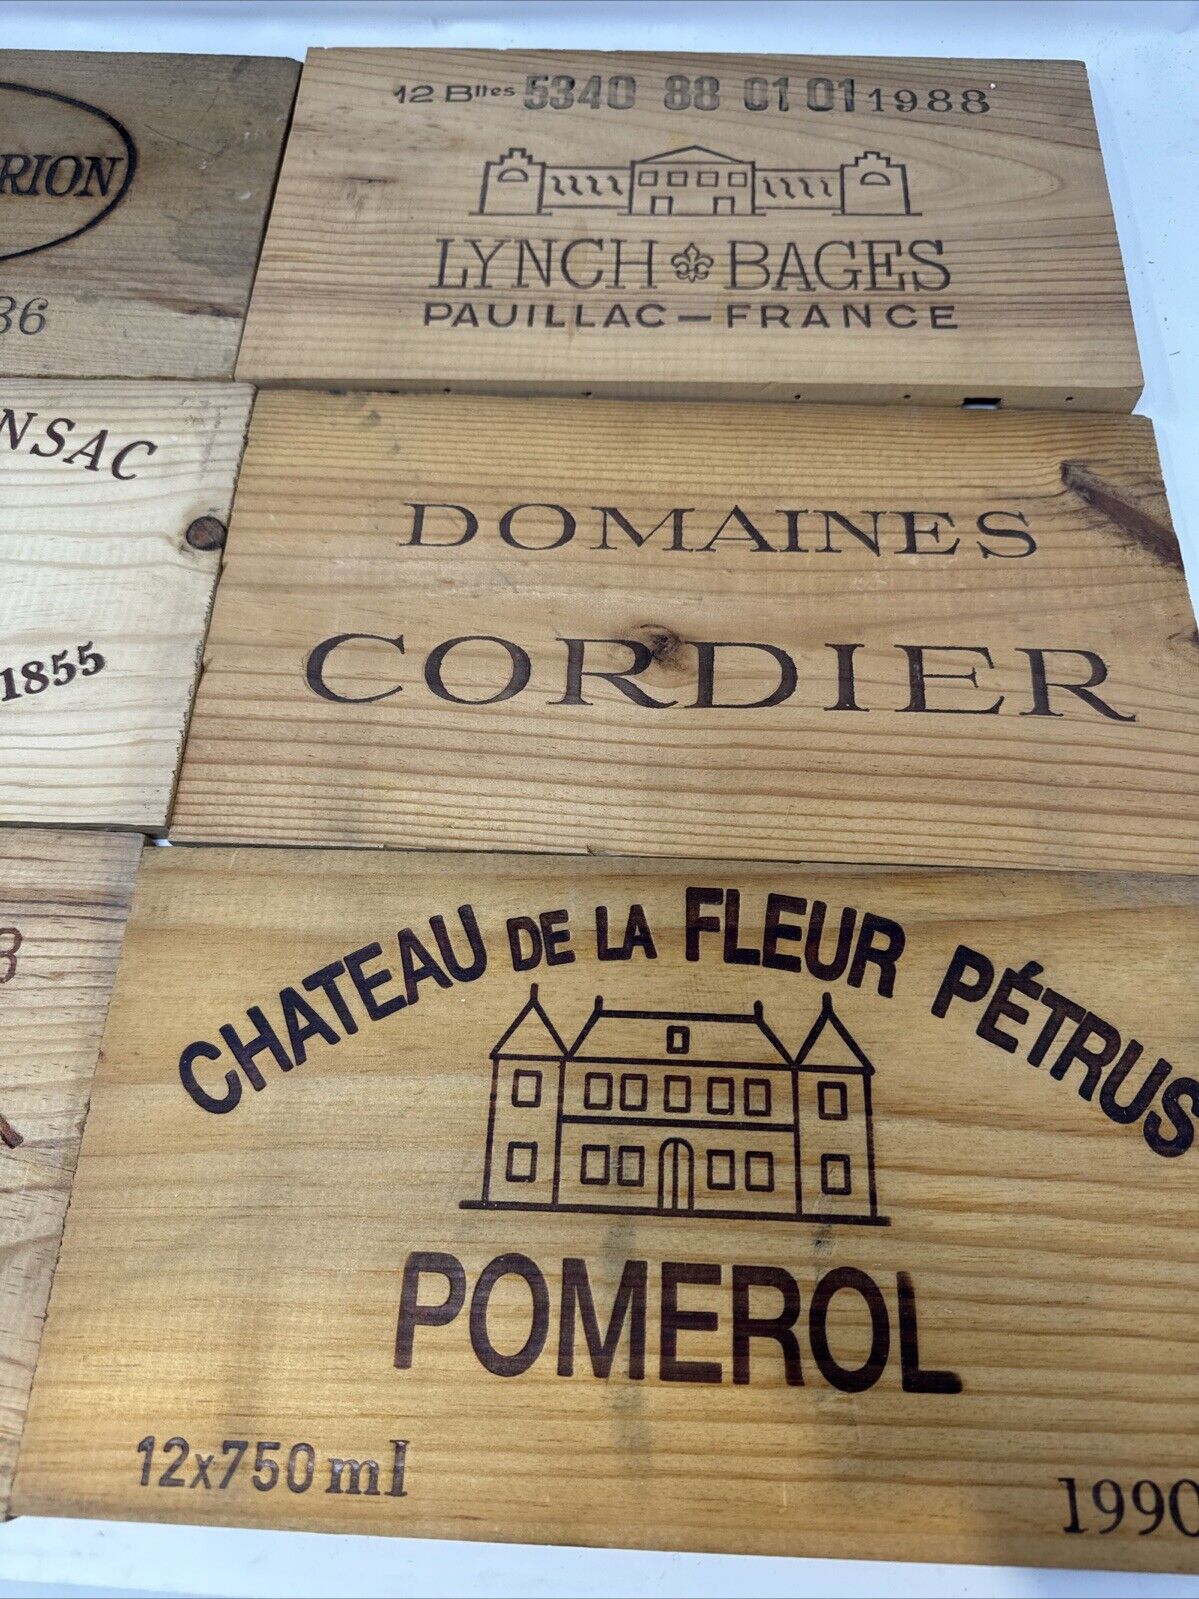 RION
36
12 Blles 5340 88 01 01 1988
LYNCH BAGES
PAUILLAC—FRANCE
NSAC
1855
DOMAINES
CORDIER
CHATEAU DE LA FLEUR PÉTRUS
POMEROL
12x750 ml
1990